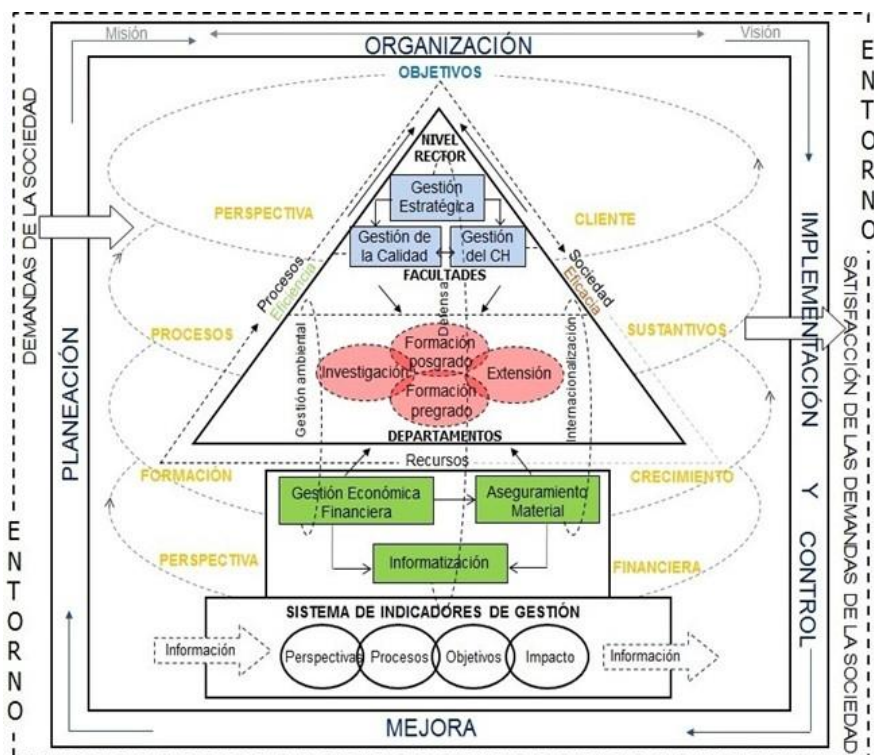 Misión
Visión
ORGANIZACIÓN
OBJETIVOS
ENTORNO
DEMANDAS DE LA SOCIEDAD
NIVEL
RECTOR
Gestión
Estratégica
PERSPECTIVA
CLIENTE
Gestión de
la Calidad
Gestión
del CH
FACULTADES
Procesos
Eficiencia
Sociedad
Eficacia
Defensa
PROCESOS
SUSTANTIVOS
Gestión ambiental
Internacionalización
Formación
posgrado
Investigación
Extensión
Formación
pregrado
DEPARTAMENTOS
Recursos
PLANEACIÓN
IMPLEMENTACIÓN Y CONTROL
SATISFACCIÓN DE LAS DEMANDAS DE LA SOCIEDAD
FORMACIÓN
CRECIMIENTO
Gestión Económica
Financiera
Aseguramiento
Material
Informatización
PERSPECTIVA
FINANCIERA
ENTORNO
SISTEMA DE INDICADORES DE GESTIÓN
Información
Perspectivas
Procesos
Objetivos
Impacto
Información
MEJORA